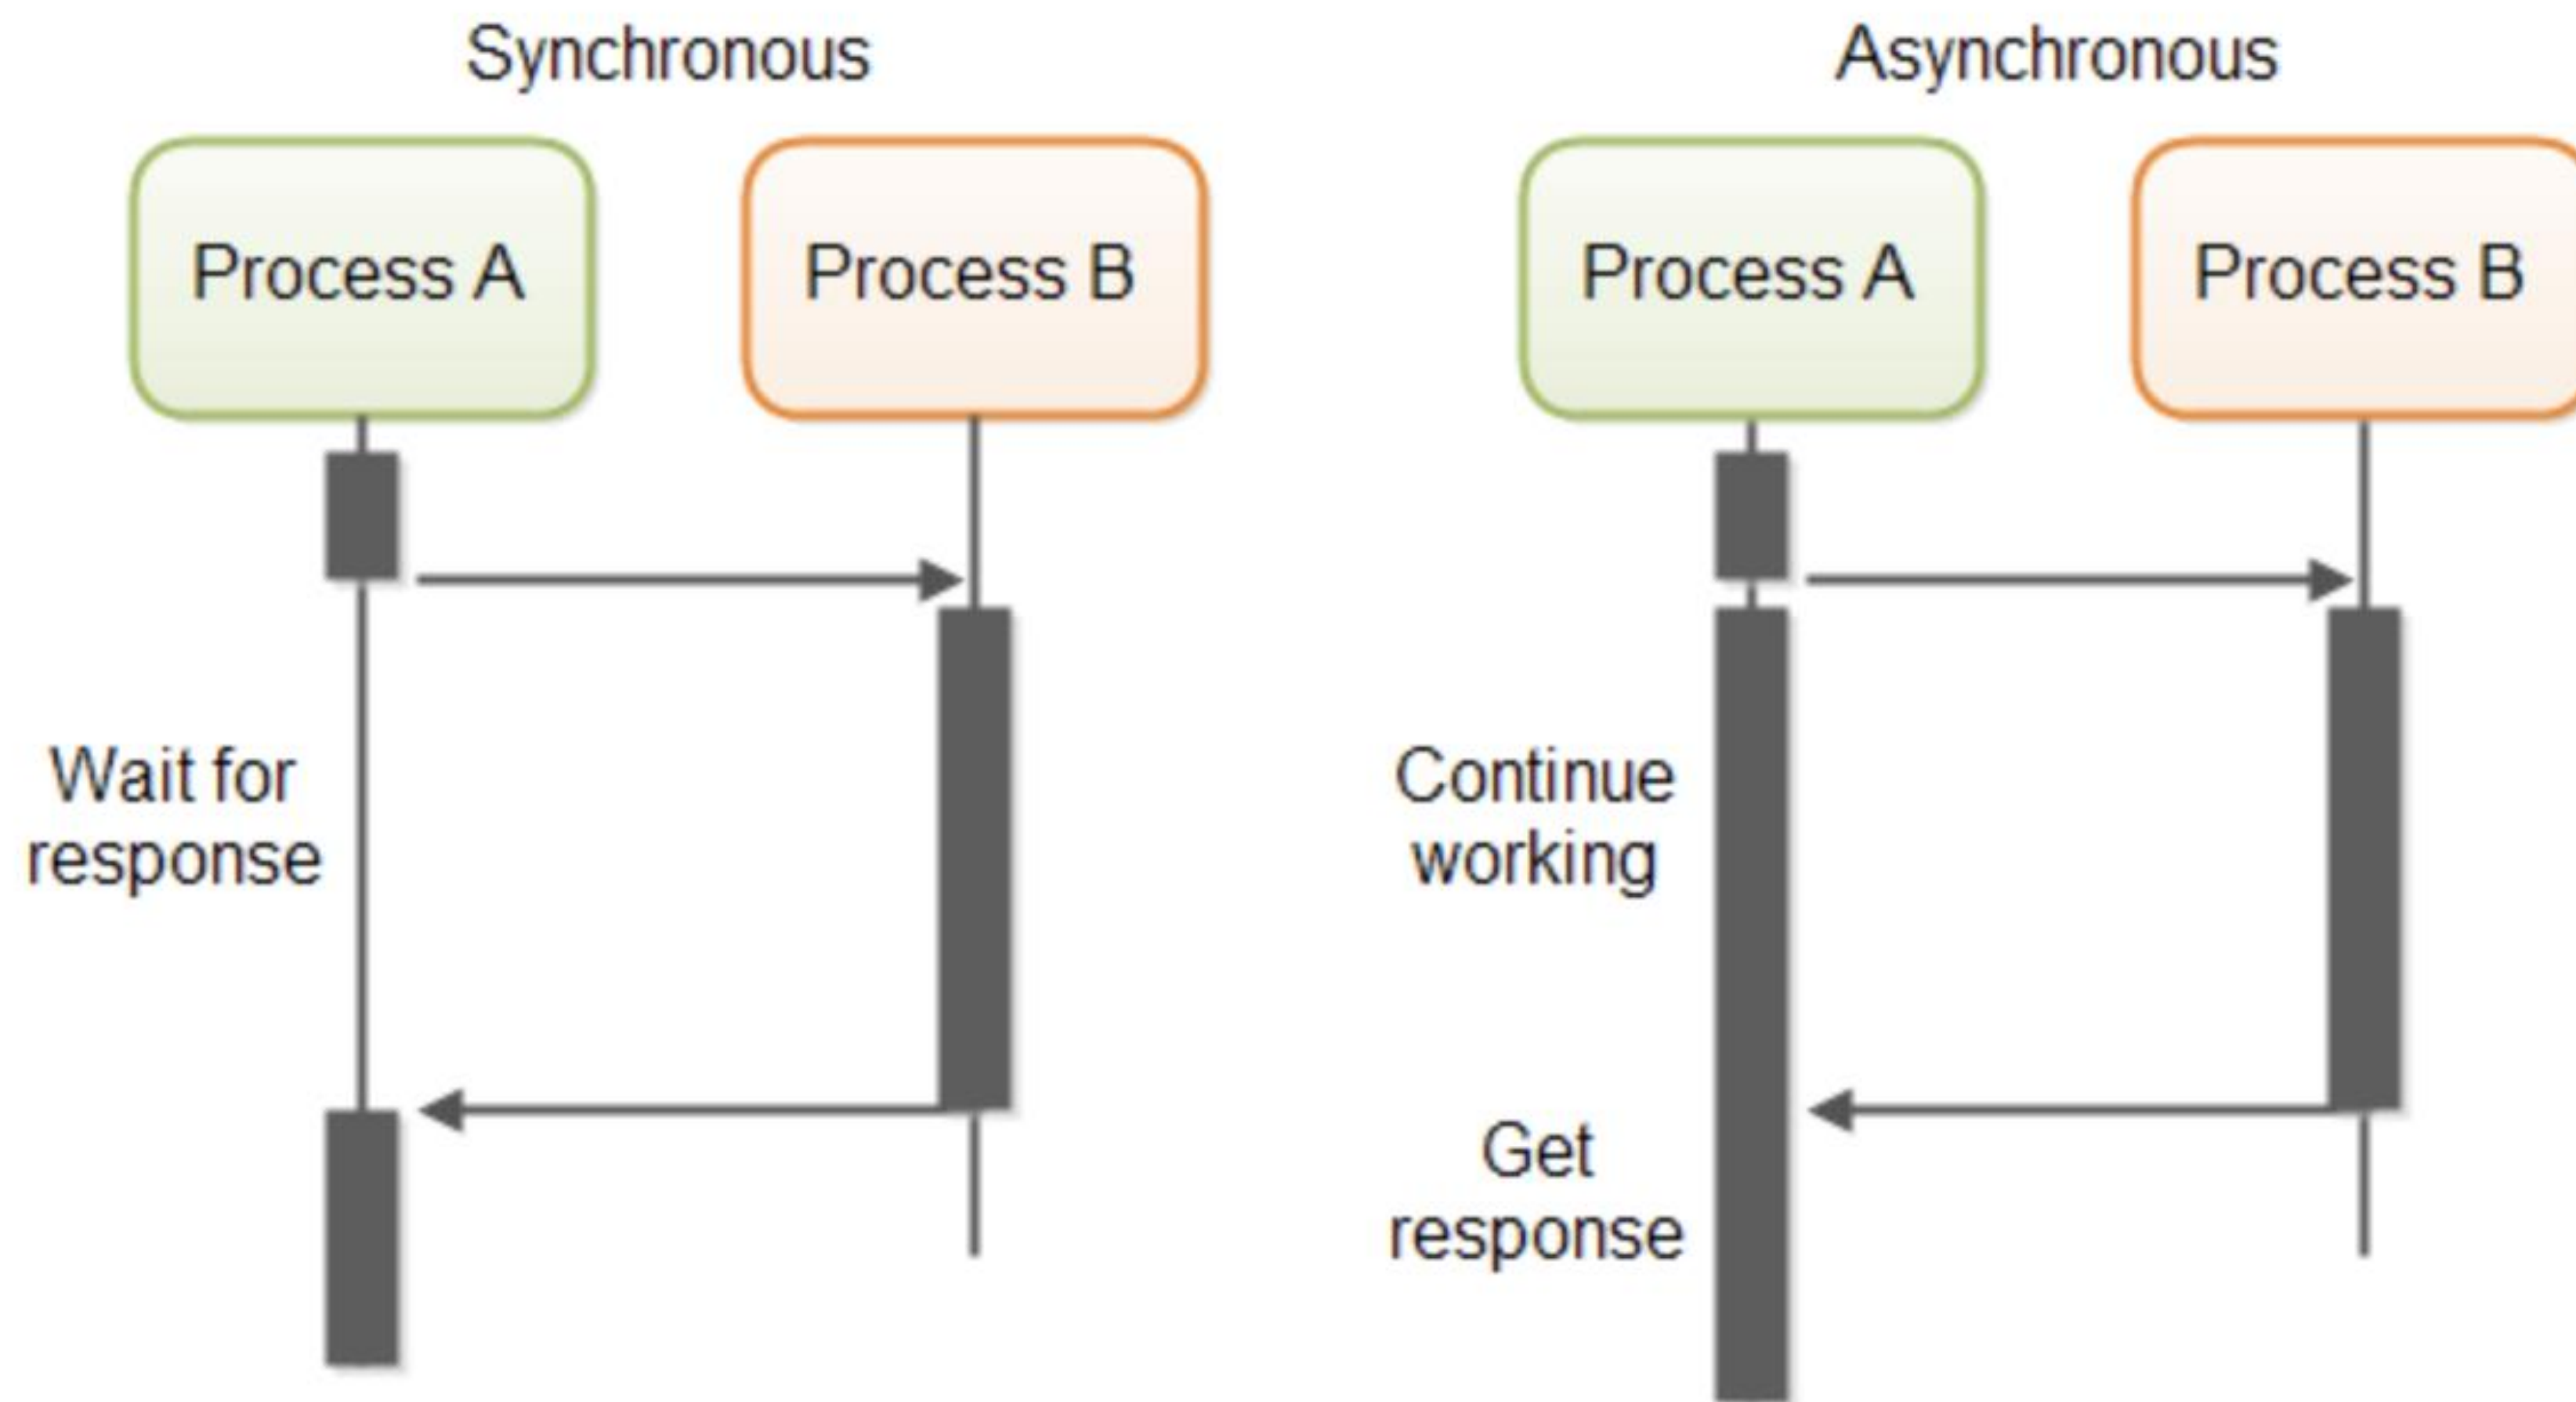 Synchronous
Process A
Process B
Wait for
response
Asynchronous
Process A
Process B
Continue
working
Get
response